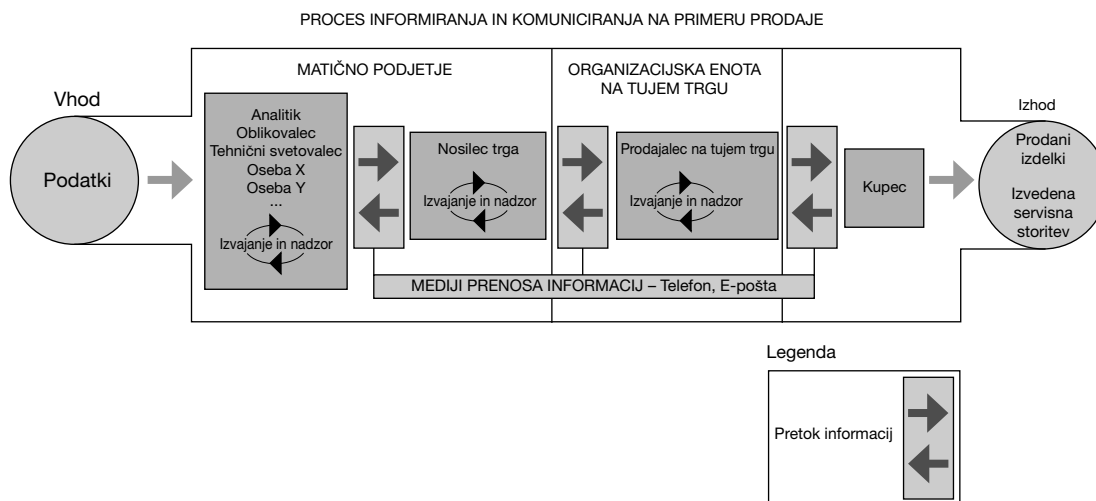 PROCES INFORMIRANJA IN KOMUNICIRANJA NA PRIMERU PRODAJE
MATIČNO PODJETJE
ORGANIZACIJSKA ENOTA
NA TUJEM TRGU
Vhod
Podatki
Analitik
Oblikovalec
Tehnični svetovalec
Oseba X
Oseba Y
...
Izvajanje in nadzor
Nosilec trga
Izvajanje in nadzor
Prodajalec na tujem trgu
Izvajanje in nadzor
Kupec
Izhod
Prodani
izdelki
Izvedena
servisna
storitev
MEDIJI PRENOSA INFORMACIJ – Telefon, E-pošta
Legenda
Pretok informacij